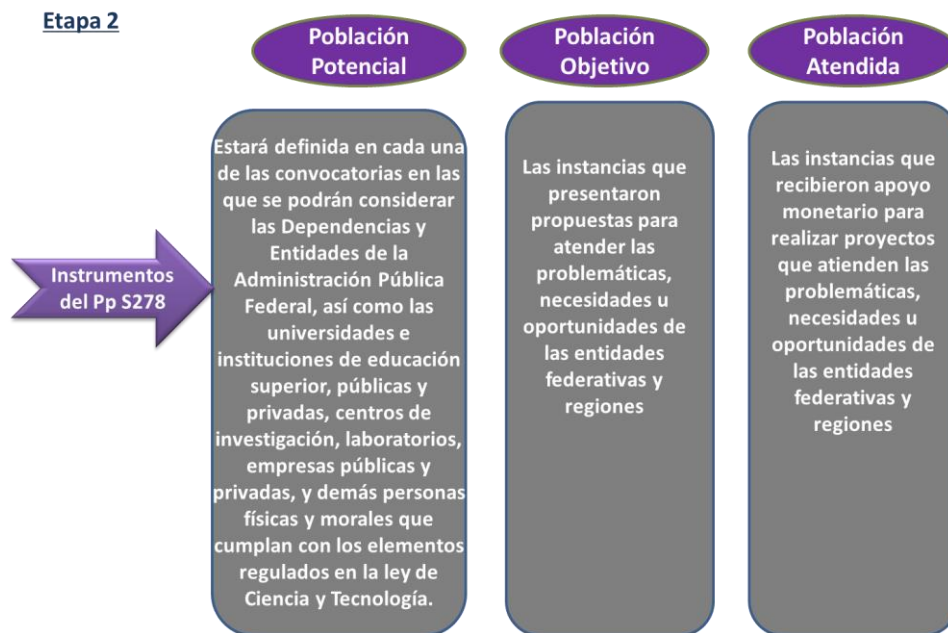 Etapa 2
Población
Potencial
Población
Objetivo
Población
Atendida
Instrumentos
del Pp S278
Estará definida en cada una
de las convocatorias en las
que se podrán considerar
las Dependencias y
Entidades de la
Administración Pública
Federal, así como las
universidades e
instituciones de educación
superior, públicas y
privadas, centros de
investigación, laboratorios,
empresas públicas y
privadas, y demás personas
físicas y morales que
cumplan con los elementos
regulados en la ley de
Ciencia y Tecnología.
Las instancias que
presentaron
propuestas para
atender las
problemáticas,
necesidades u
oportunidades de
las entidades
federativas y
regiones
Las instancias que
recibieron apoyo
monetario para
realizar proyectos
que atienden las
problemáticas,
necesidades u
oportunidades de
las entidades
federativas y
regiones